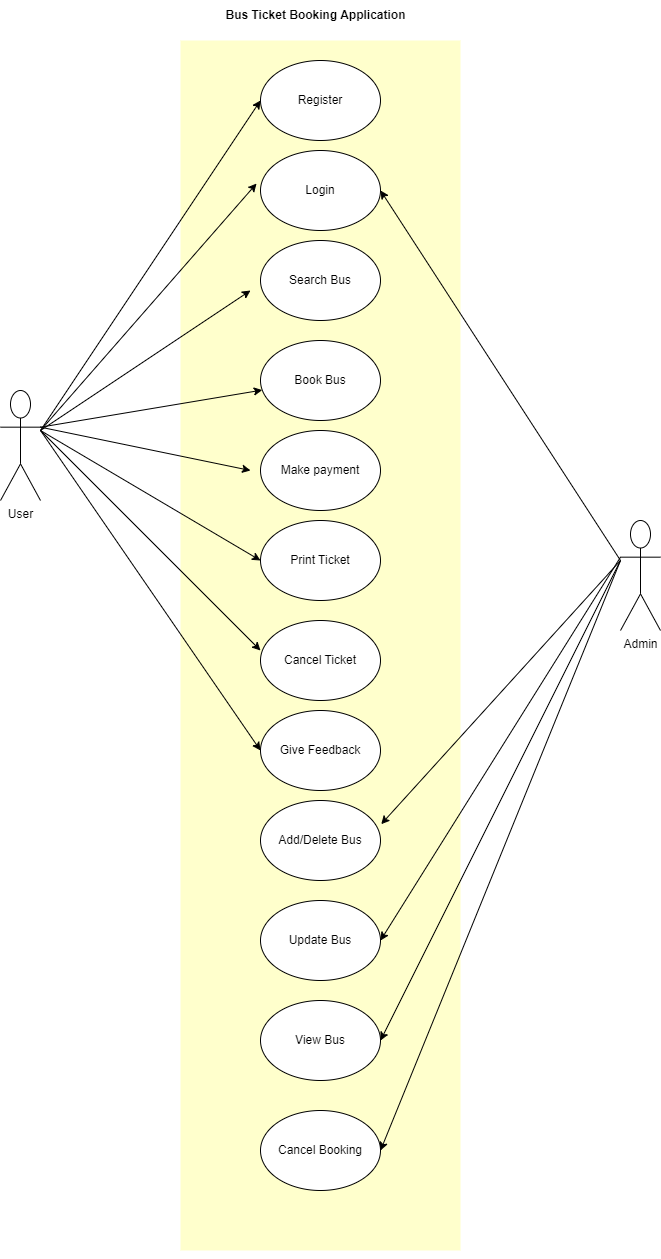 Bus Ticket Booking Application
Register
Login
Search Bus
Book Bus
Make payment
User
Print Ticket
Admin
Cancel Ticket
Give Feedback
Add/Delete Bus
Update Bus
View Bus
Cancel Booking